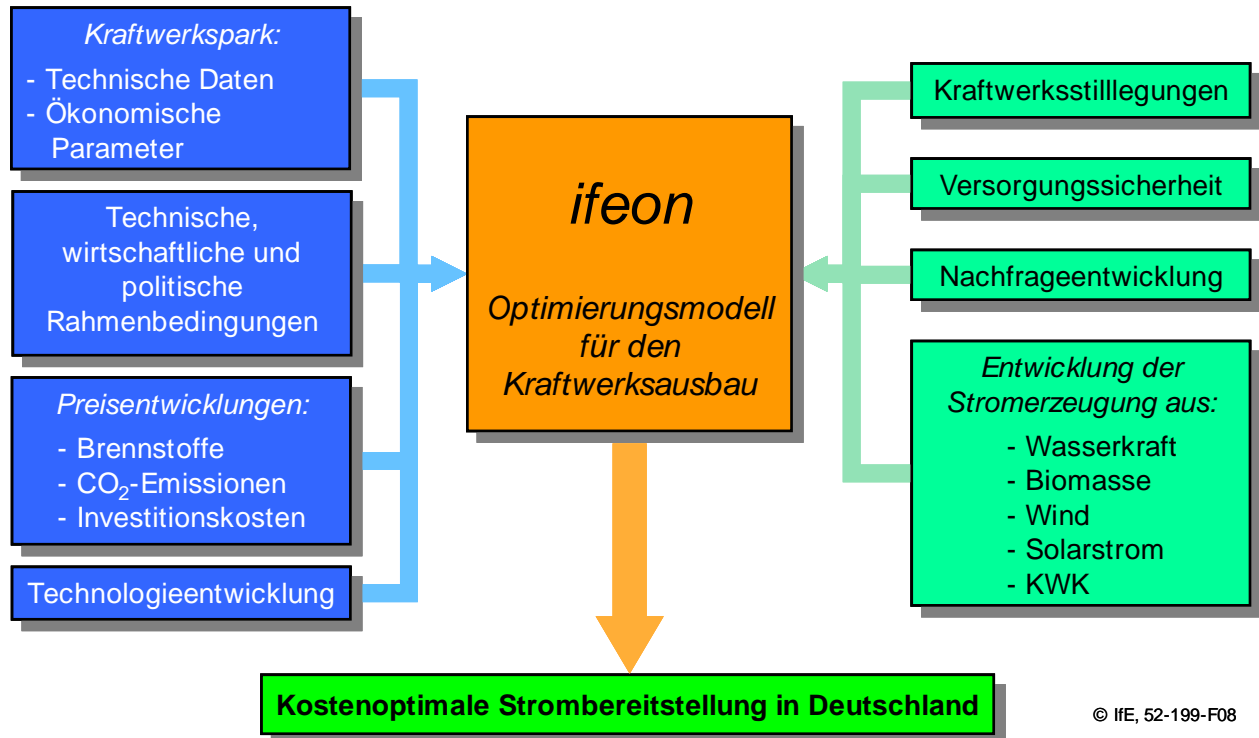 Kraftwerkspark:
- Technische Daten
- Ökonomische
Parameter
Technische,
wirtschaftliche und
politische
Rahmenbedingungen
Preisentwicklungen:
- Brennstoffe
- CO₂-Emissionen
- Investitionskosten
Technologieentwicklung
ifeon
Optimierungsmodell
für den
Kraftwerksausbau
Kraftwerksstilllegungen
Versorgungssicherheit
Nachfrageentwicklung
Entwicklung der
Stromerzeugung aus:
- Wasserkraft
- Biomasse
- Wind
- Solarstrom
- KWK
Kostenoptimale Strombereitstellung in Deutschland
© IfE, 52-199-F08